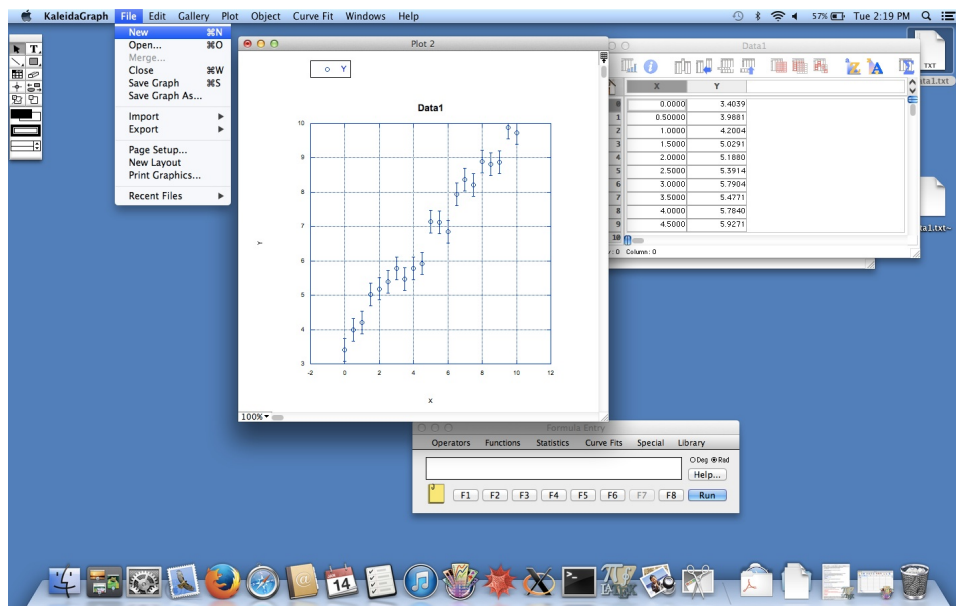 KaleidaGraph File Edit Gallery Plot Object Curve Fit Windows Help 57% Tue 2:19 PM
New ⌘N
Open... ⌘O
Merge...
Close ⌘W
Save Graph ⌘S
Save Graph As...
Import
Export
Page Setup...
New Layout
Print Graphics...
Recent Files
T
Plot 2
Y
Data1
10
9
8
7
6
5
4
3
Y
-2 0 2 4 6 8 10 12
X
100%
Data1
X Y
0 0.0000 3.4039
1 0.50000 3.9881
2 1.0000 4.2004
3 1.5000 5.0291
4 2.0000 5.1880
5 2.5000 5.3914
6 3.0000 5.7904
7 3.5000 5.4771
8 4.0000 5.7840
9 4.5000 5.9271
10
Column: 0
TXT
ta1.txt
ta1.txt~
Formula Entry
Operators Functions Statistics Curve Fits Special Library
Deg Rad
Help...
F1 F2 F3 F4 F5 F6 F7 F8 Run
14